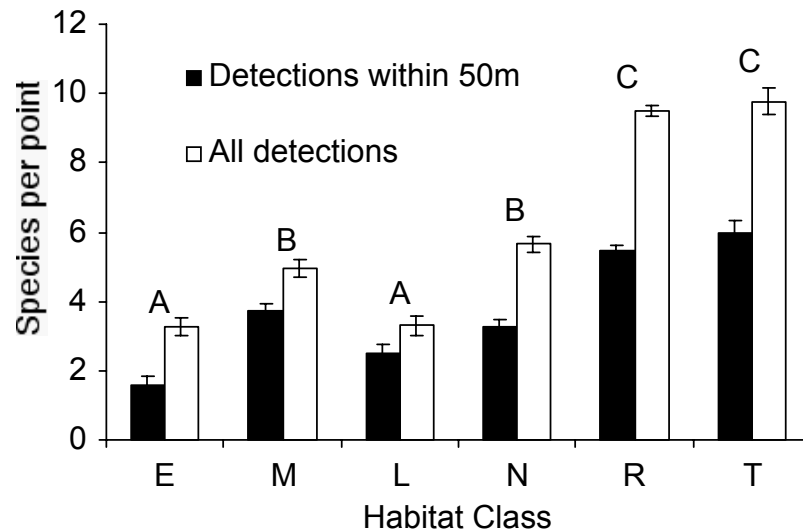 12
10
8
6
4
2
0
Species per point
Detections within 50m
All detections
A
B
A
B
C
C
E M L N R T
Habitat Class